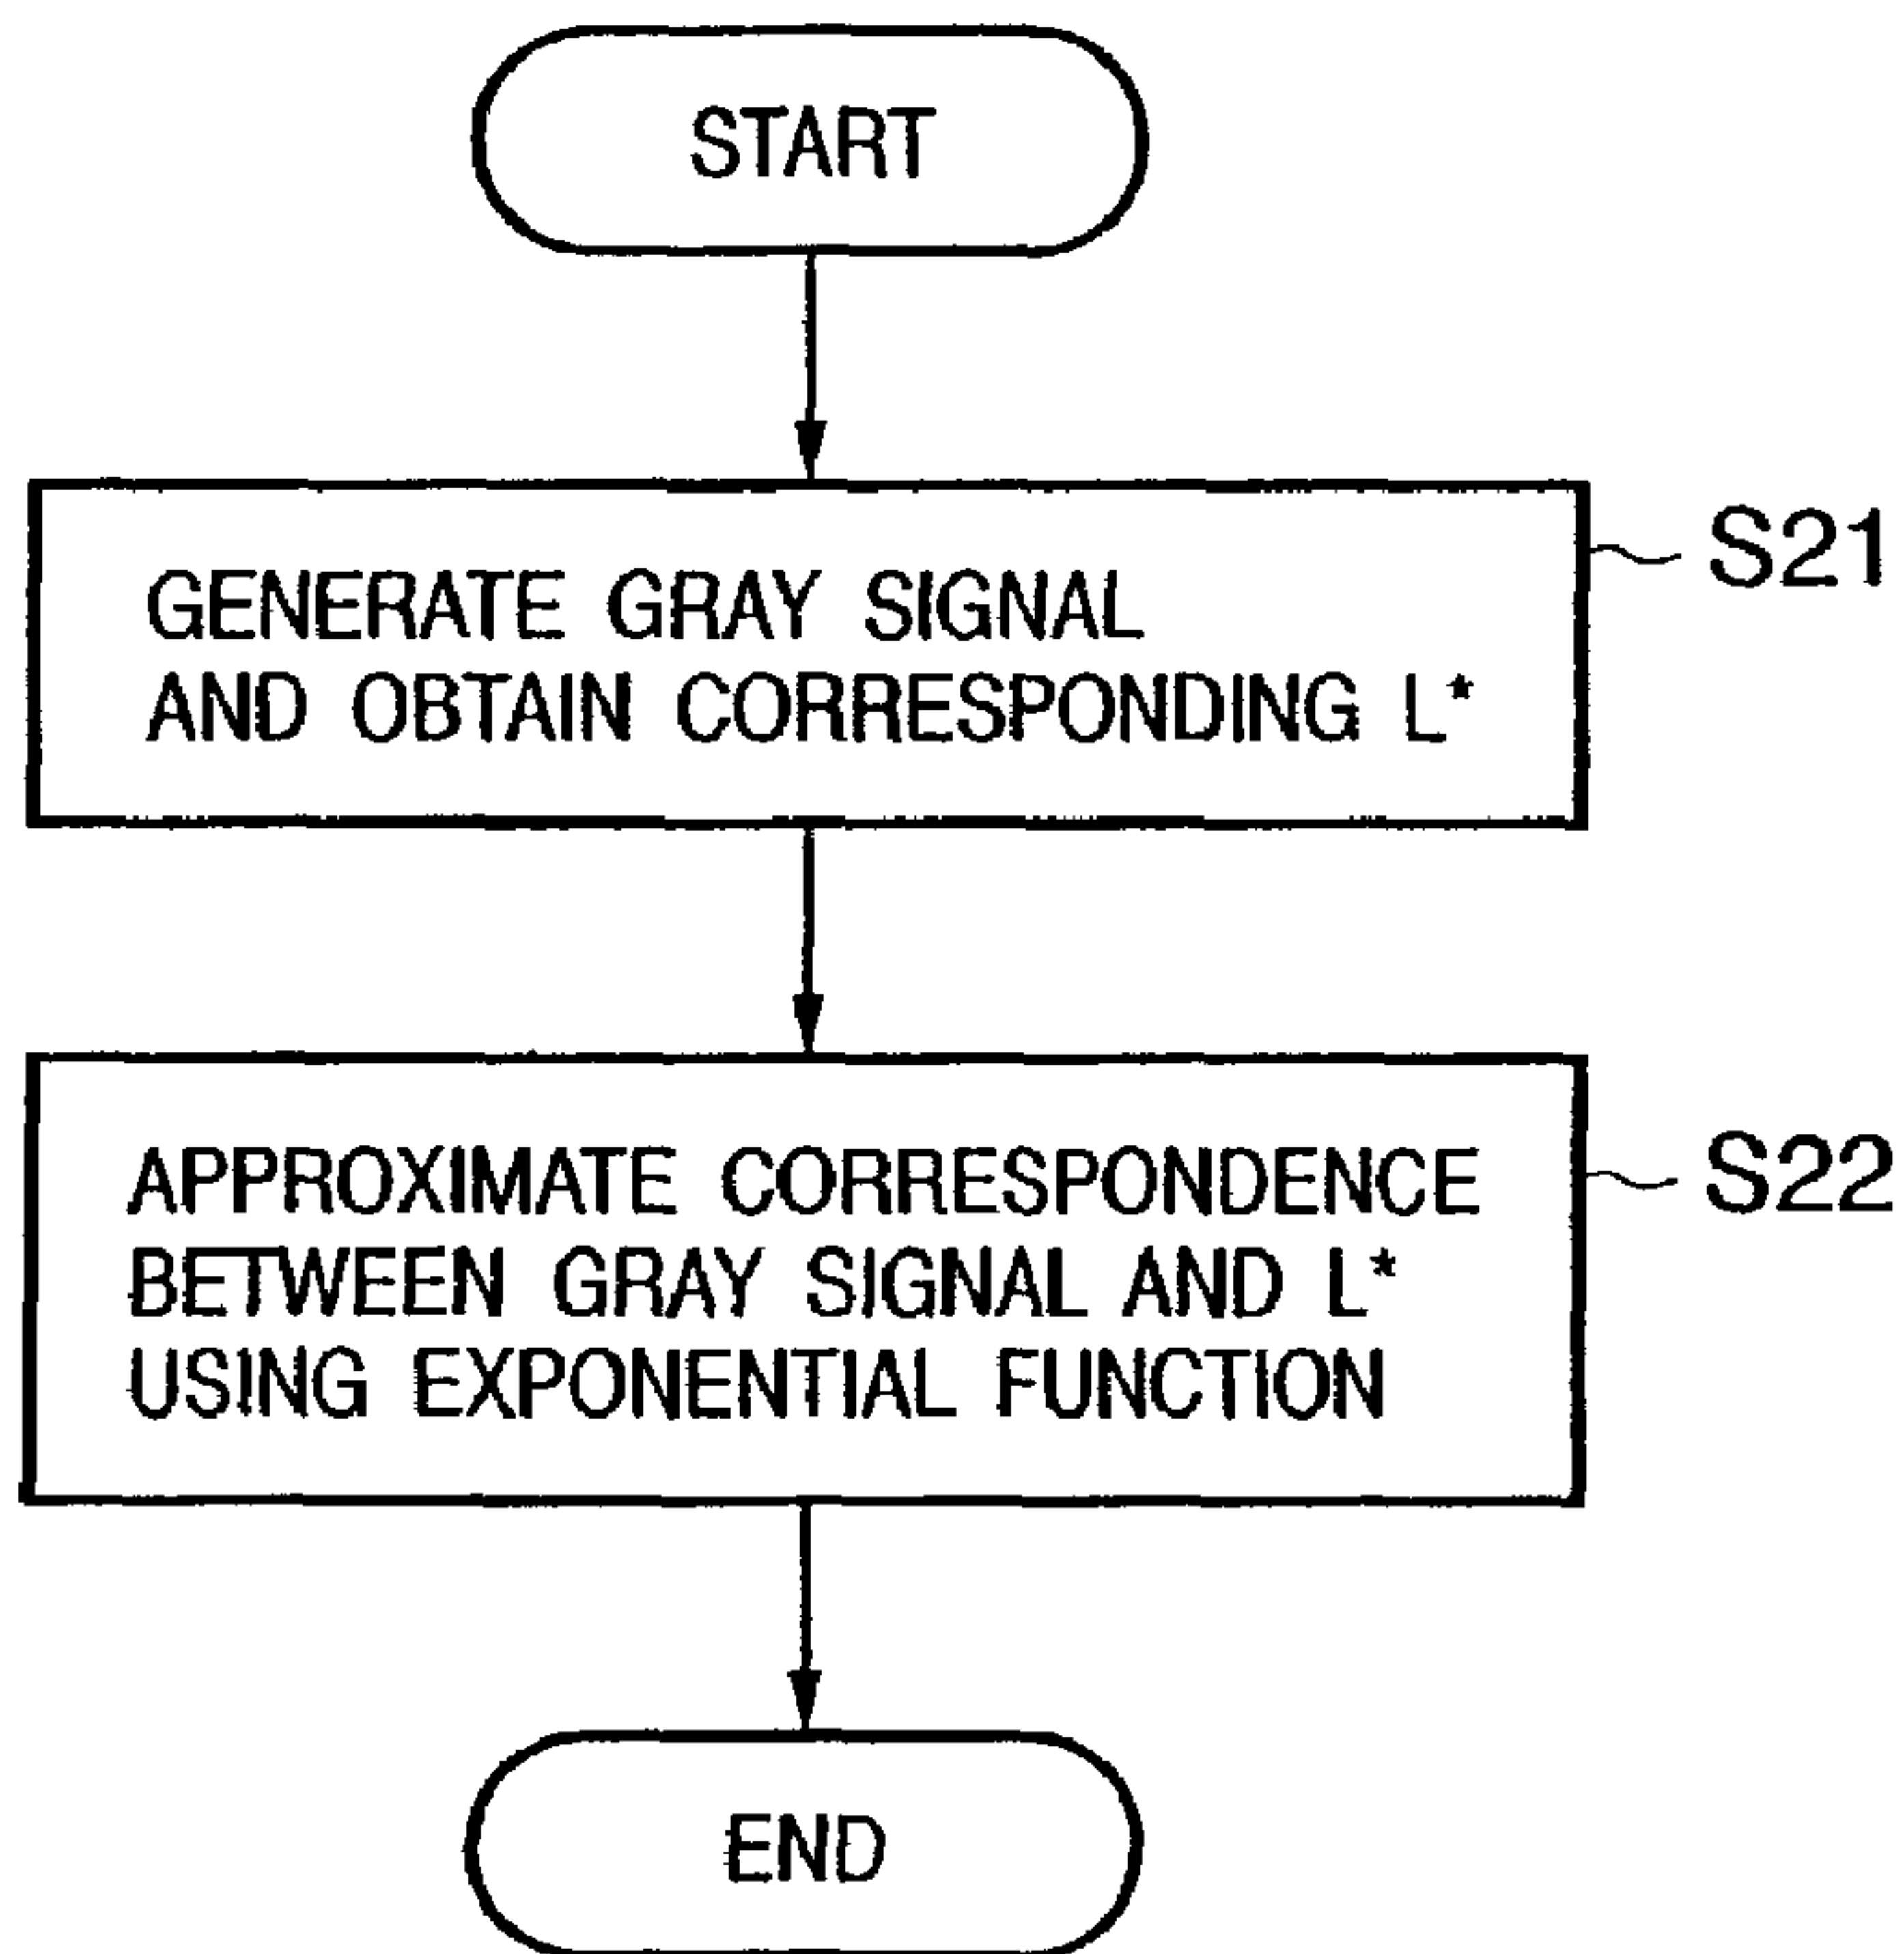 START
GENERATE GRAY SIGNAL
AND OBTAIN CORRESPONDING L*
S21
APPROXIMATE CORRESPONDENCE
BETWEEN GRAY SIGNAL AND L*
USING EXPONENTIAL FUNCTION
S22
END